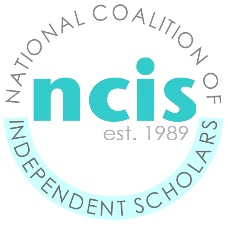 NATIONAL COALITION OF
ncis
est. 1989
INDEPENDENT SCHOLARS